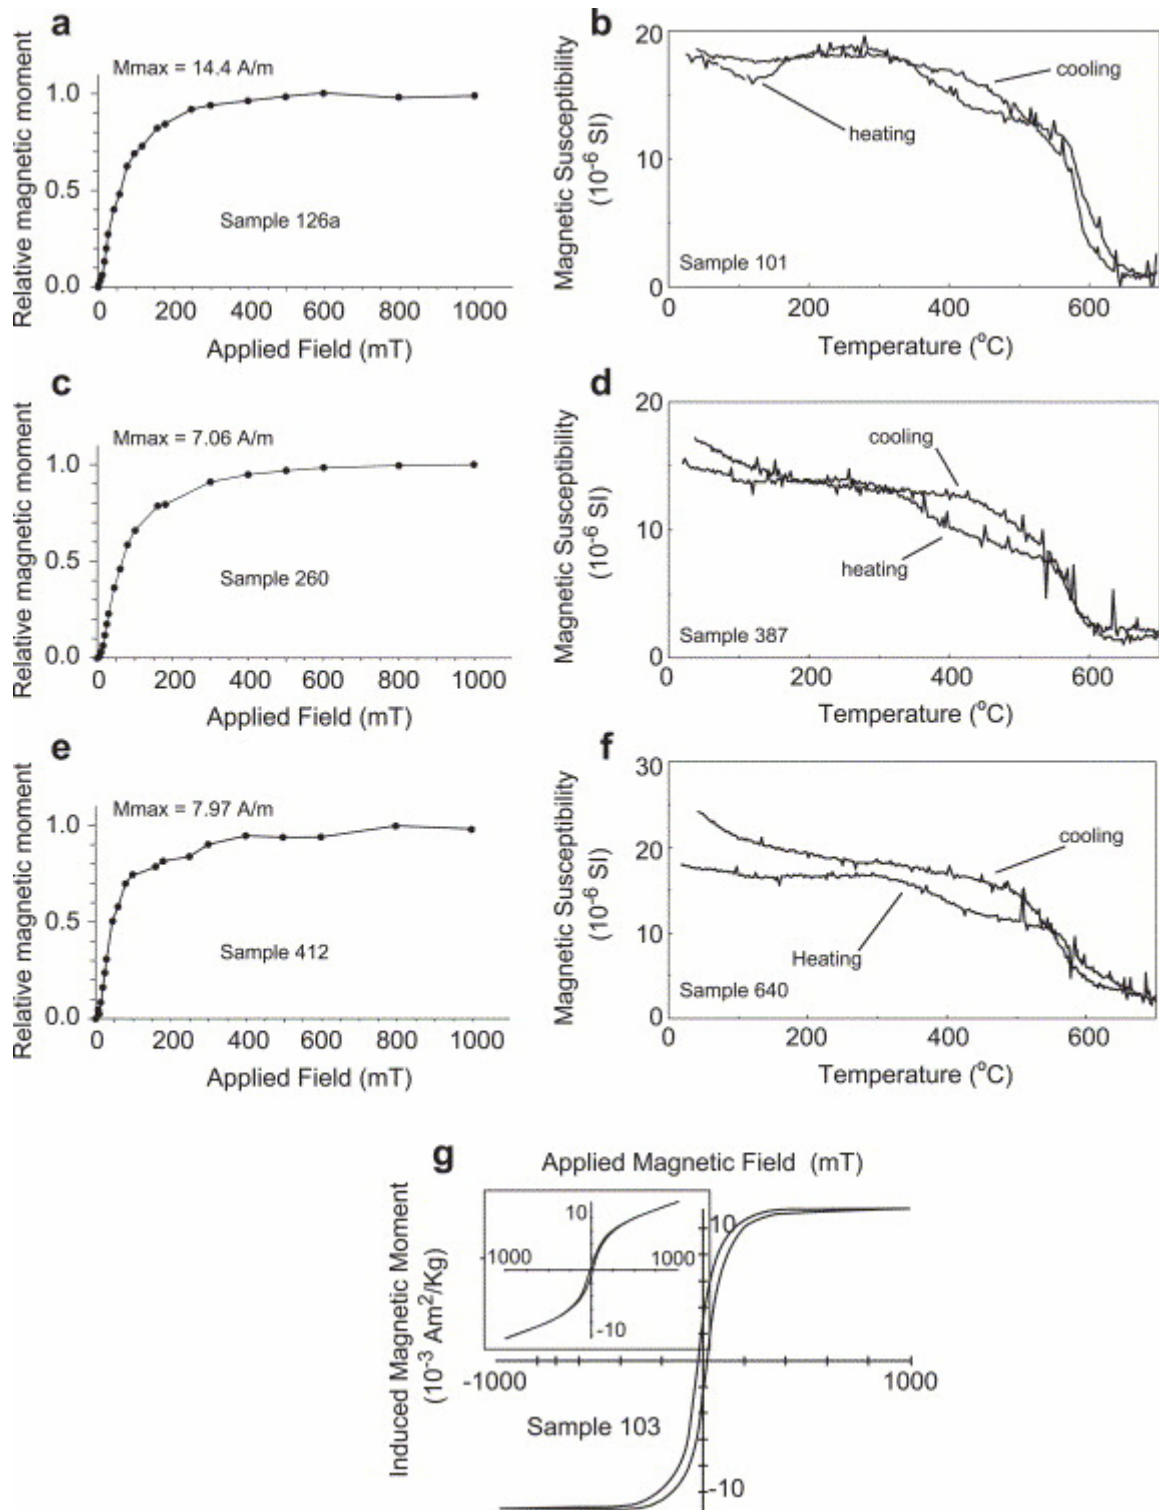 a
Relative magnetic moment
Mmax = 14.4 A/m
1.0
0.5
0.0
Sample 126a
0 200 400 600 800 1000
Applied Field (mT)
b
Magnetic Susceptibility
(10-6 SI)
20
10
0
cooling
heating
Sample 101
200 400 600
Temperature (oC)
c
Relative magnetic moment
Mmax = 7.06 A/m
1.0
0.5
0.0
Sample 260
0 200 400 600 800 1000
Applied Field (mT)
d
Magnetic Susceptibility
(10-6 SI)
20
10
0
cooling
heating
Sample 387
200 400 600
Temperature (oC)
e
Relative magnetic moment
Mmax = 7.97 A/m
1.0
0.5
0.0
Sample 412
0 200 400 600 800 1000
Applied Field (mT)
f
Magnetic Susceptibility
(10-6 SI)
30
20
10
0
cooling
Heating
Sample 640
200 400 600
Temperature (oC)
g
Applied Magnetic Field (mT)
Induced Magnetic Moment
(10-3 Am2/Kg)
10
1000 1000
-10
10
-1000 1000
Sample 103
-10